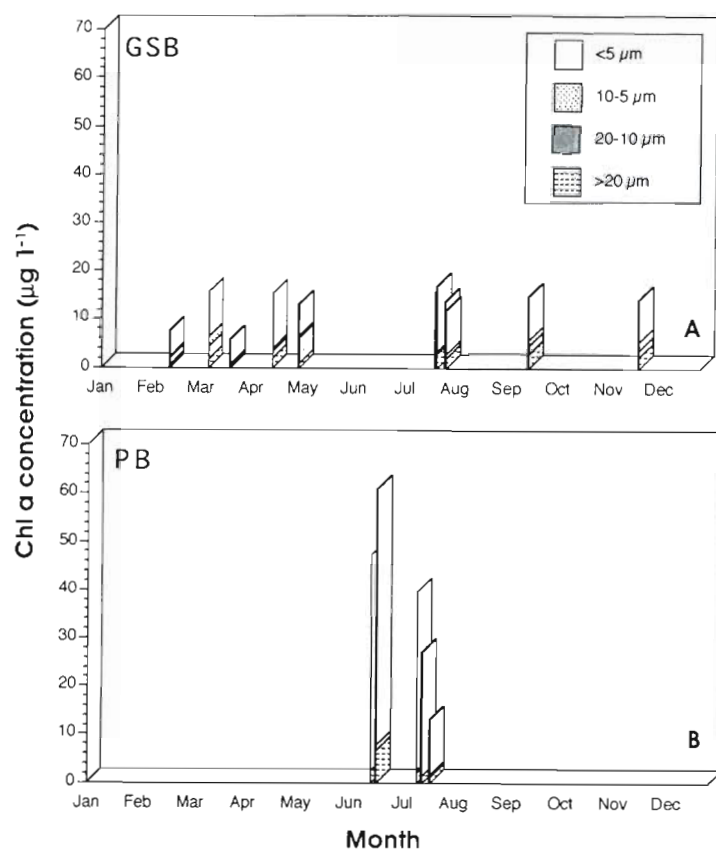 GSB
70
60
50
40
30
20
10
0
<5 µm
10-5 µm
20-10 µm
>20 µm
A
Jan Feb Mar Apr May Jun Jul Aug Sep Oct Nov Dec
Chl a concentration (µg l⁻¹)
PB
70
60
50
40
30
20
10
0
B
Jan Feb Mar Apr May Jun Jul Aug Sep Oct Nov Dec
Month